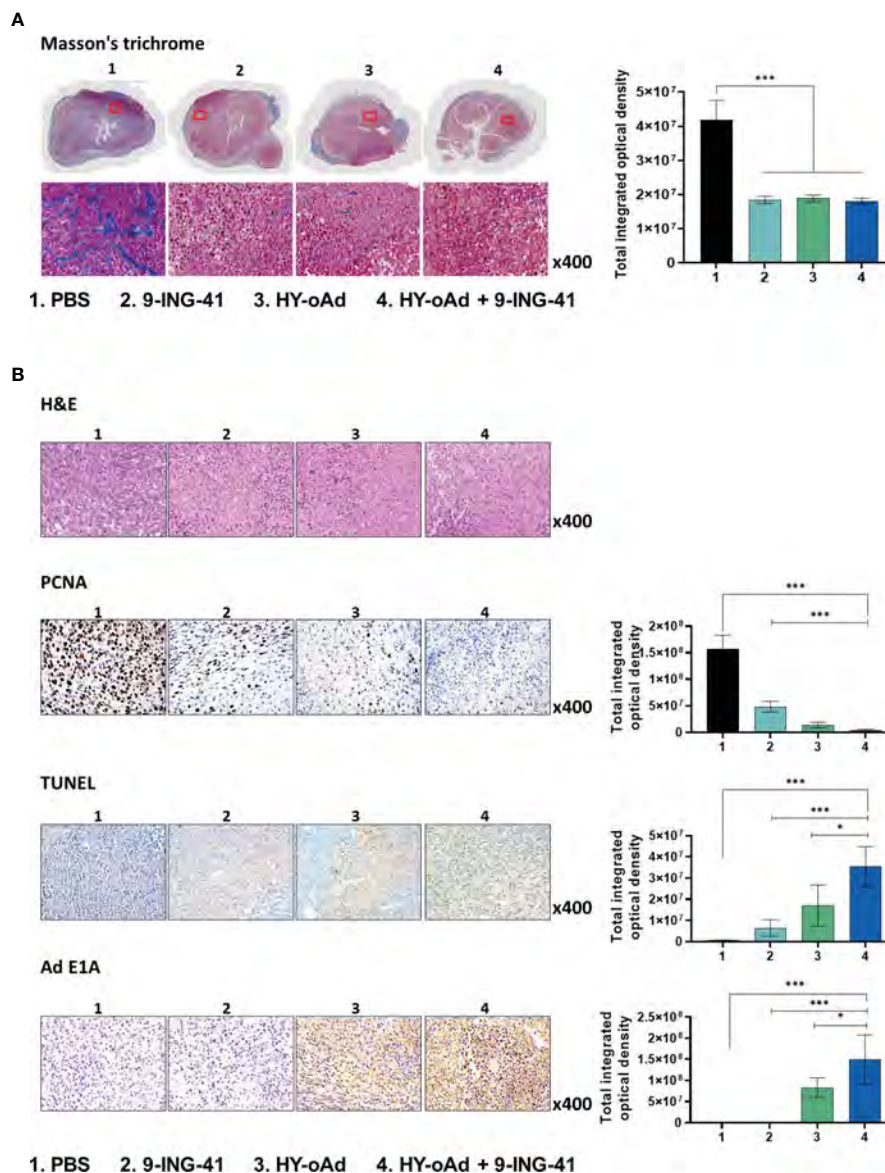 A
Masson's trichrome
1 2 3 4
x400
1. PBS 2. 9-ING-41 3. HY-oAd 4. HY-oAd + 9-ING-41
Total integrated optical density
5×10⁷
4×10⁷
3×10⁷
2×10⁷
1×10⁷
0
***
1 2 3 4
B
H&E
1 2 3 4
x400
PCNA
1 2 3 4
x400
Total integrated
optical density
2×10⁸
1.5×10⁸
1×10⁸
5×10⁷
0
***
***
1 2 3 4
TUNEL
1 2 3 4
x400
Total integrated
optical density
5×10⁷
4×10⁷
3×10⁷
2×10⁷
1×10⁷
0
***
***
*
1 2 3 4
Ad E1A
1 2 3 4
x400
Total integrated
optical density
2.5×10⁸
2×10⁸
1.5×10⁸
1×10⁸
5×10⁷
0
***
***
*
1 2 3 4
1. PBS 2. 9-ING-41 3. HY-oAd 4. HY-oAd + 9-ING-41